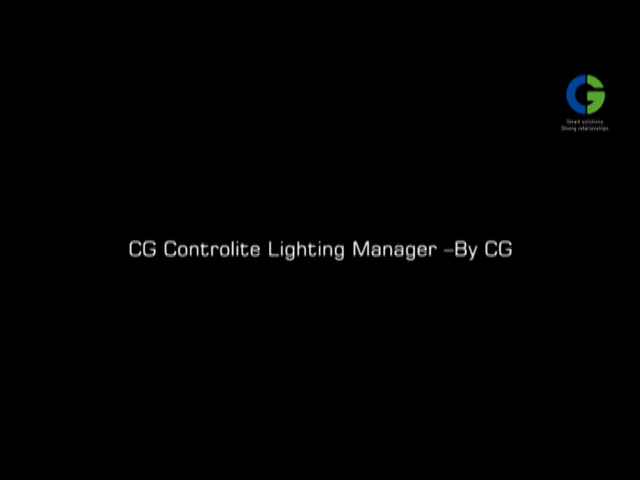 Smart solutions.
Strong relationships.
CG Controlite Lighting Manager –By CG